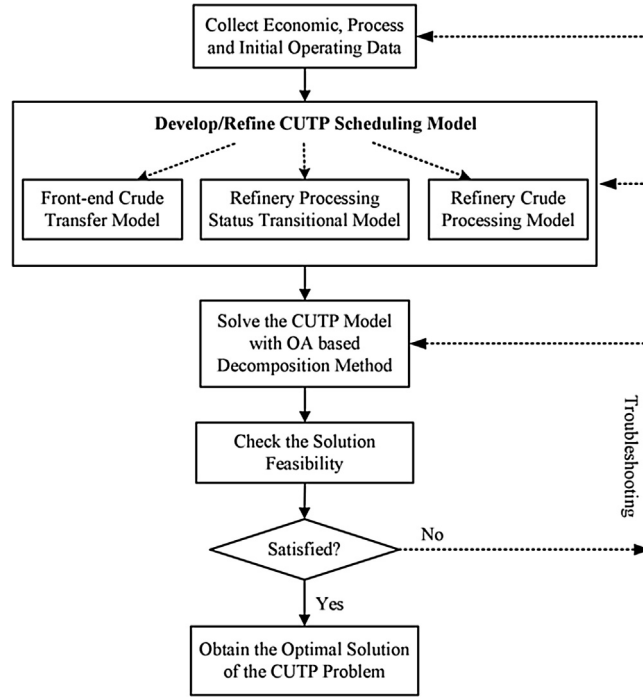 Collect Economic, Process
and Initial Operating Data
Develop/Refine CUTP Scheduling Model
Front-end Crude
Transfer Model
Refinery Processing
Status Transitional Model
Refinery Crude
Processing Model
Solve the CUTP Model
with OA based
Decomposition Method
Check the Solution
Feasibility
Satisfied?
No
Troubleshooting
Yes
Obtain the Optimal Solution
of the CUTP Problem